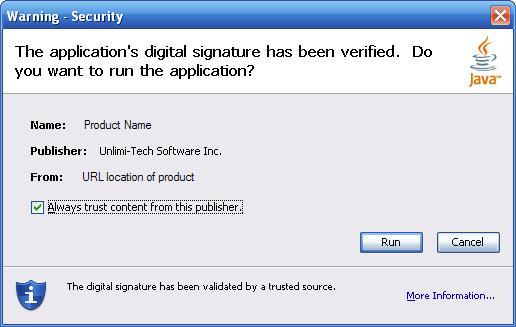 Warning - Security
The application's digital signature has been verified. Do
you want to run the application?
Java™
Name: Product Name
Publisher: Unlimi-Tech Software Inc.
From: URL location of product
Always trust content from this publisher.
Run Cancel
The digital signature has been validated by a trusted source.
More Information...